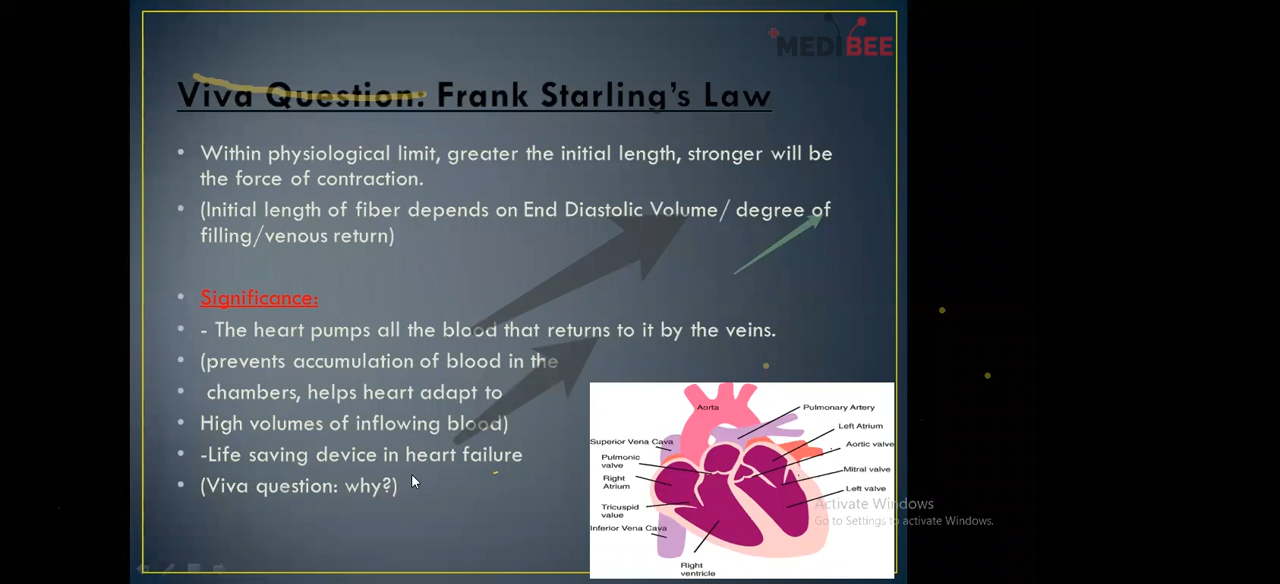 MEDIBEE
Viva Question: Frank Starling's Law
• Within physiological limit, greater the initial length, stronger will be
the force of contraction.
• (Initial length of fiber depends on End Diastolic Volume/ degree of
filling/venous return)
• Significance:
• - The heart pumps all the blood that returns to it by the veins.
• (prevents accumulation of blood in the
• chambers, helps heart adapt to
• High volumes of inflowing blood)
• -Life saving device in heart failure
• (Viva question: why?)
Aorta
Pulmonary Artery
Left Atrium
Superior Vena Cava
Aortic valve
Pulmonic
valve
Mitral valve
Right
Atrium
Left valve
Tricuspid
value
Inferior Vena Cava
Right
ventricle
Activate Windows
Go to Settings to activate Windows.